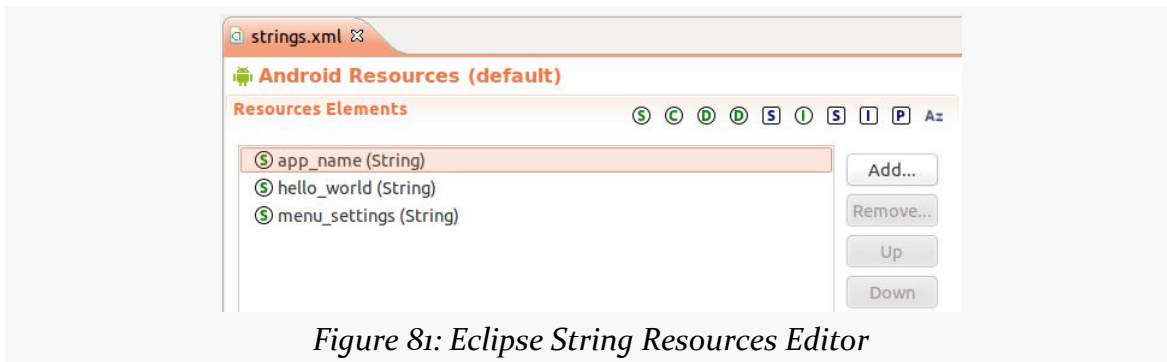 strings.xml
Android Resources (default)
Resources Elements
S C D D S I S I P Az
S app_name (String)
S hello_world (String)
S menu_settings (String)
Add...
Remove...
Up
Down
Figure 81: Eclipse String Resources Editor